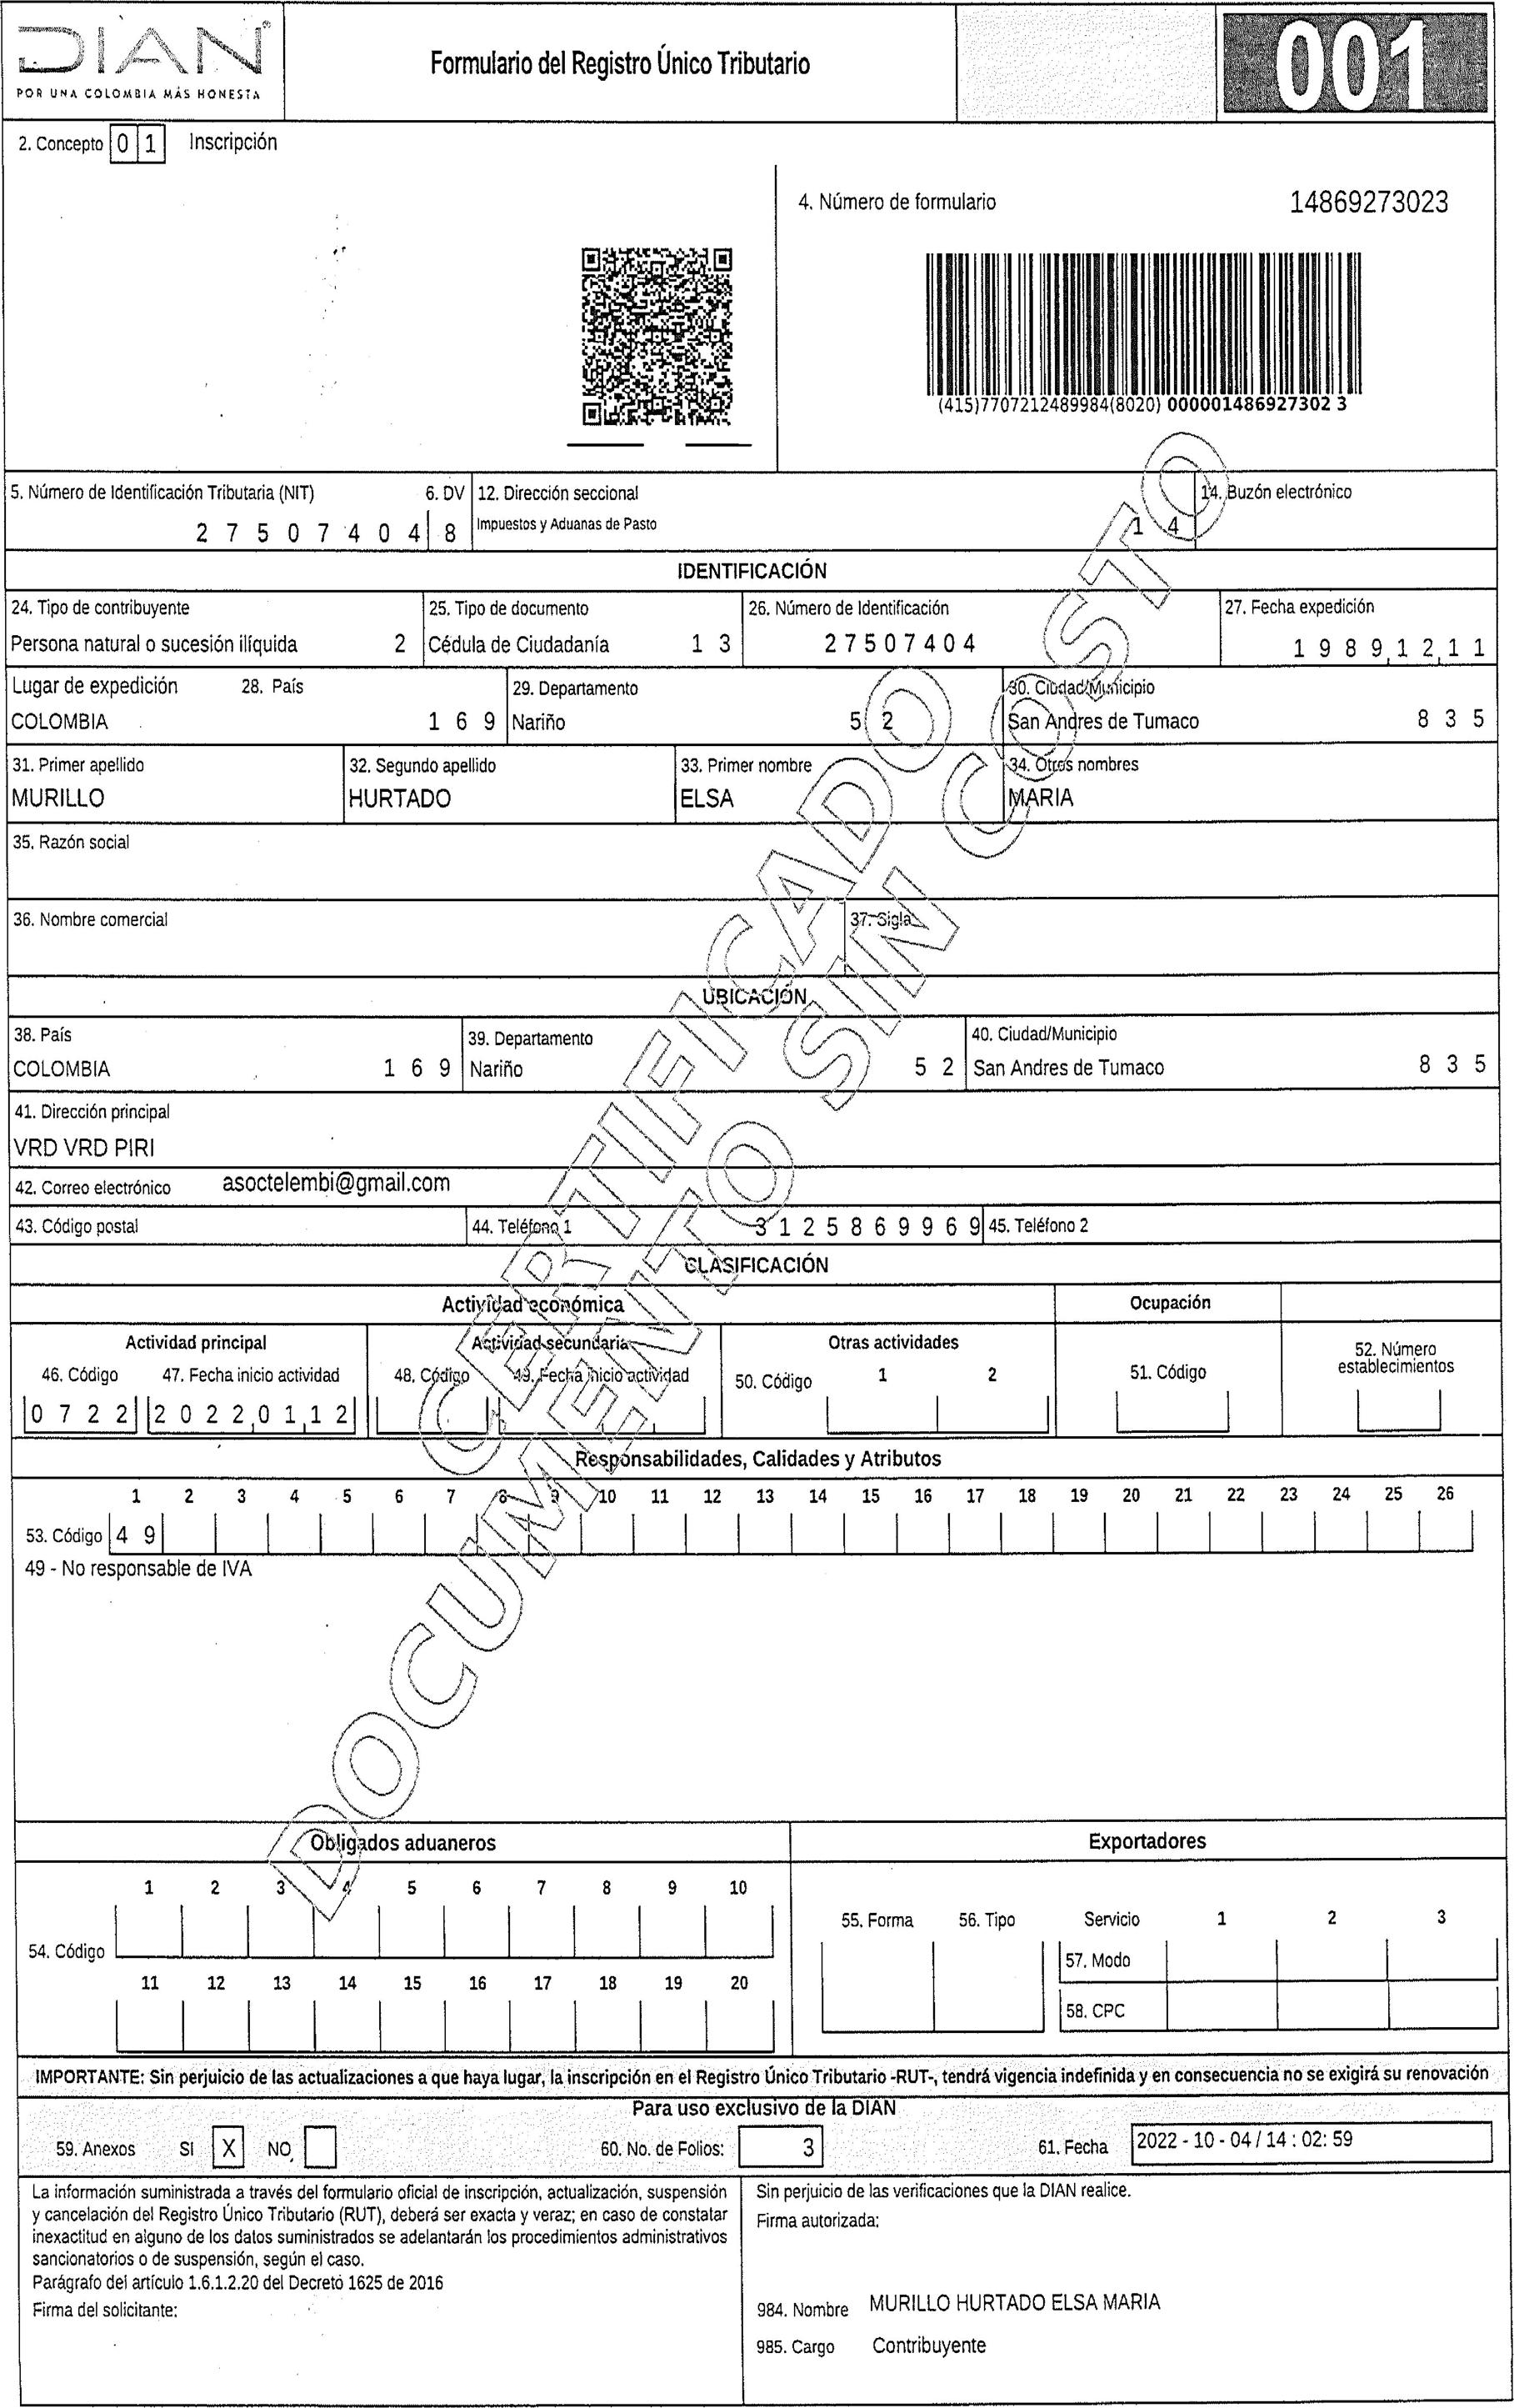 DIAN®
POR UNA COLOMBIA MÁS HONESTA
Formulario del Registro Único Tributario
001
2. Concepto 0 1 Inscripción
4. Número de formulario 14869273023
(415)7707212489984(8020) 000001486927302 3
5. Número de Identificación Tributaria (NIT) 6. DV 12. Dirección seccional 14. Buzón electrónico
2 7 5 0 7 4 0 4 8 Impuestos y Aduanas de Pasto 1 4
IDENTIFICACIÓN
24. Tipo de contribuyente 25. Tipo de documento 26. Número de Identificación 27. Fecha expedición
Persona natural o sucesión ilíquida 2 Cédula de Ciudadanía 1 3 2 7 5 0 7 4 0 4 1 9 8 9 1 2 1 1
Lugar de expedición 28. País 29. Departamento 30. Ciudad/Municipio
COLOMBIA 1 6 9 Nariño 5 2 San Andres de Tumaco 8 3 5
31. Primer apellido 32. Segundo apellido 33. Primer nombre 34. Otros nombres
MURILLO HURTADO ELSA MARIA
35. Razón social
36. Nombre comercial 37. Sigla
UBICACIÓN
38. País 39. Departamento 40. Ciudad/Municipio
COLOMBIA 1 6 9 Nariño 5 2 San Andres de Tumaco 8 3 5
41. Dirección principal
VRD VRD PIRI
42. Correo electrónico asoctelembi@gmail.com
43. Código postal 44. Teléfono 1 3 1 2 5 8 6 9 9 6 9 45. Teléfono 2
CLASIFICACIÓN
Actividad económica Ocupación
Actividad principal Actividad secundaria Otras actividades 52. Número establecimientos
46. Código 47. Fecha inicio actividad 48. Código 49. Fecha inicio actividad 50. Código 1 2 51. Código
0 7 2 2 2 0 2 2 0 1 1 2
Responsabilidades, Calidades y Atributos
1 2 3 4 5 6 7 8 9 10 11 12 13 14 15 16 17 18 19 20 21 22 23 24 25 26
53. Código 4 9
49 - No responsable de IVA
CERTIFICADO
DOCUMENTO SIN COSTO
Obligados aduaneros Exportadores
1 2 3 4 5 6 7 8 9 10
55. Forma 56. Tipo Servicio 1 2 3
54. Código
57. Modo
11 12 13 14 15 16 17 18 19 20
58. CPC
IMPORTANTE: Sin perjuicio de las actualizaciones a que haya lugar, la inscripción en el Registro Único Tributario -RUT-, tendrá vigencia indefinida y en consecuencia no se exigirá su renovación
Para uso exclusivo de la DIAN
59. Anexos SI X NO 60. No. de Folios: 3 61. Fecha 2022 - 10 - 04 / 14 : 02: 59
La información suministrada a través del formulario oficial de inscripción, actualización, suspensión
y cancelación del Registro Único Tributario (RUT), deberá ser exacta y veraz; en caso de constatar
inexactitud en alguno de los datos suministrados se adelantarán los procedimientos administrativos
sancionatorios o de suspensión, según el caso.
Parágrafo del artículo 1.6.1.2.20 del Decreto 1625 de 2016
Firma del solicitante:
Sin perjuicio de las verificaciones que la DIAN realice.
Firma autorizada:
984. Nombre MURILLO HURTADO ELSA MARIA
985. Cargo Contribuyente